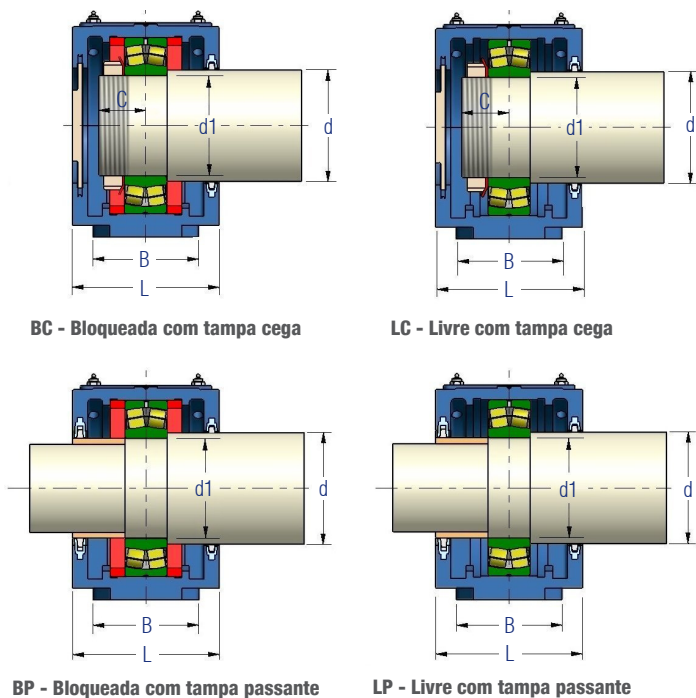 C
d1
d
B
L
BC - Bloqueada com tampa cega
C
d1
d
B
L
LC - Livre com tampa cega
d1
d
B
L
BP - Bloqueada com tampa passante
d1
d
B
L
LP - Livre com tampa passante